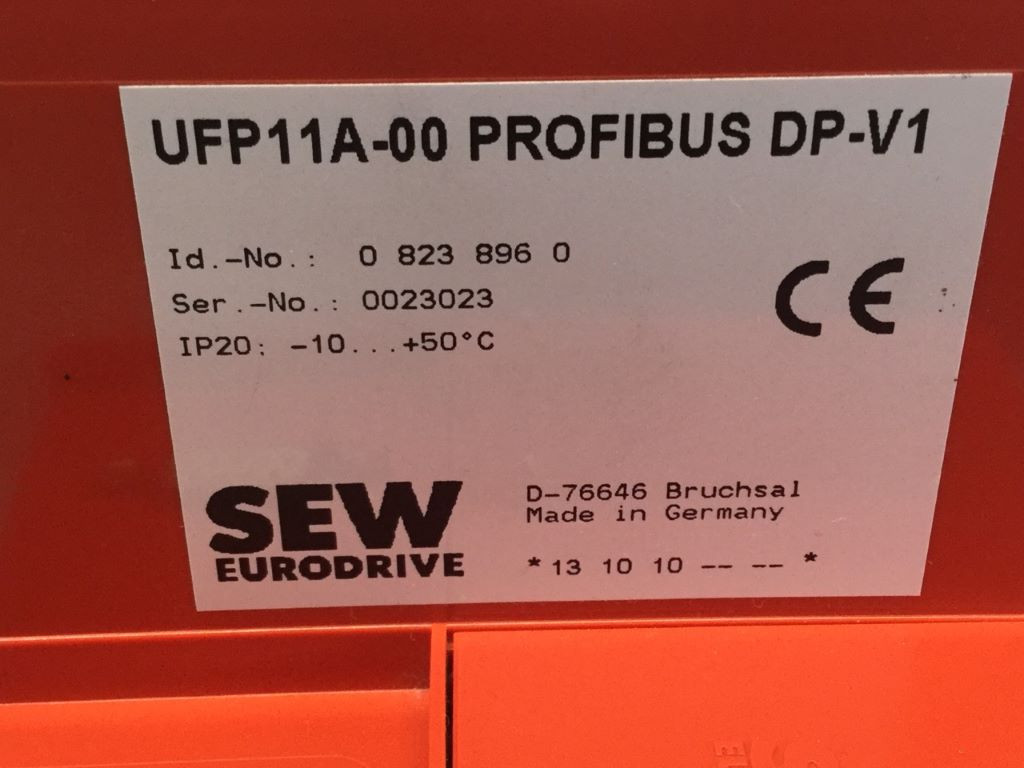 UFP11A-00 PROFIBUS DP-V1
Id.-No.: 0 823 896 0
Ser.-No.: 0023023
IP20: -10...+50°C
CE
SEW
EURODRIVE
D-76646 Bruchsal
Made in Germany
*13 10 10 -- -- *